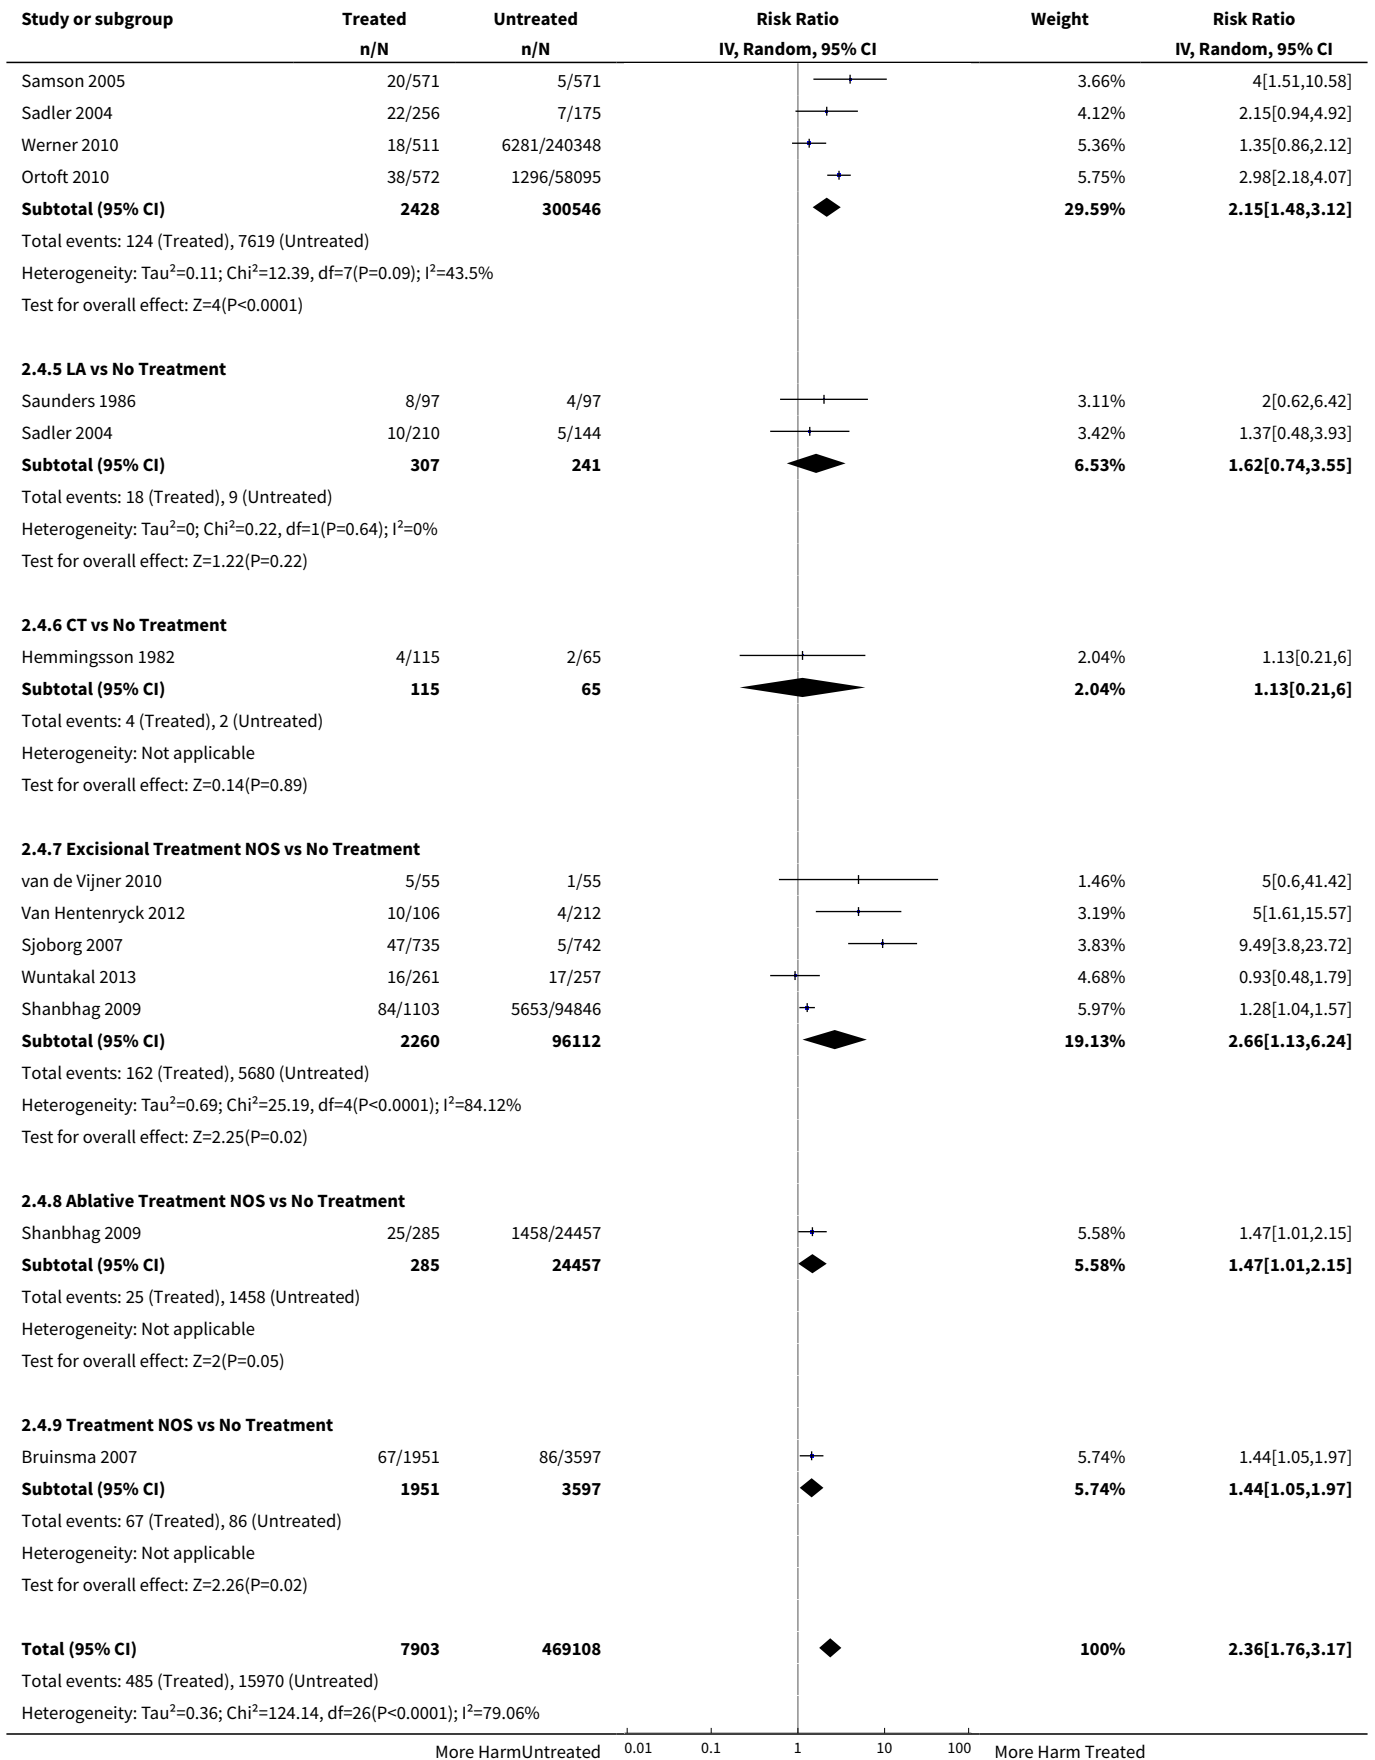 Study or subgroup Treated Untreated Risk Ratio Weight Risk Ratio
n/N n/N IV, Random, 95% CI IV, Random, 95% CI
Samson 2005 20/571 5/571 3.66% 4[1.51,10.58]
Sadler 2004 22/256 7/175 4.12% 2.15[0.94,4.92]
Werner 2010 18/511 6281/240348 5.36% 1.35[0.86,2.12]
Ortoft 2010 38/572 1296/58095 5.75% 2.98[2.18,4.07]
Subtotal (95% CI) 2428 300546 29.59% 2.15[1.48,3.12]
Total events: 124 (Treated), 7619 (Untreated)
Heterogeneity: Tau²=0.11; Chi²=12.39, df=7(P=0.09); I²=43.5%
Test for overall effect: Z=4(P<0.0001)
2.4.5 LA vs No Treatment
Saunders 1986 8/97 4/97 3.11% 2[0.62,6.42]
Sadler 2004 10/210 5/144 3.42% 1.37[0.48,3.93]
Subtotal (95% CI) 307 241 6.53% 1.62[0.74,3.55]
Total events: 18 (Treated), 9 (Untreated)
Heterogeneity: Tau²=0; Chi²=0.22, df=1(P=0.64); I²=0%
Test for overall effect: Z=1.22(P=0.22)
2.4.6 CT vs No Treatment
Hemmingsson 1982 4/115 2/65 2.04% 1.13[0.21,6]
Subtotal (95% CI) 115 65 2.04% 1.13[0.21,6]
Total events: 4 (Treated), 2 (Untreated)
Heterogeneity: Not applicable
Test for overall effect: Z=0.14(P=0.89)
2.4.7 Excisional Treatment NOS vs No Treatment
van de Vijner 2010 5/55 1/55 1.46% 5[0.6,41.42]
Van Hentenryck 2012 10/106 4/212 3.19% 5[1.61,15.57]
Sjoborg 2007 47/735 5/742 3.83% 9.49[3.8,23.72]
Wuntakal 2013 16/261 17/257 4.68% 0.93[0.48,1.79]
Shanbhag 2009 84/1103 5653/94846 5.97% 1.28[1.04,1.57]
Subtotal (95% CI) 2260 96112 19.13% 2.66[1.13,6.24]
Total events: 162 (Treated), 5680 (Untreated)
Heterogeneity: Tau²=0.69; Chi²=25.19, df=4(P<0.0001); I²=84.12%
Test for overall effect: Z=2.25(P=0.02)
2.4.8 Ablative Treatment NOS vs No Treatment
Shanbhag 2009 25/285 1458/24457 5.58% 1.47[1.01,2.15]
Subtotal (95% CI) 285 24457 5.58% 1.47[1.01,2.15]
Total events: 25 (Treated), 1458 (Untreated)
Heterogeneity: Not applicable
Test for overall effect: Z=2(P=0.05)
2.4.9 Treatment NOS vs No Treatment
Bruinsma 2007 67/1951 86/3597 5.74% 1.44[1.05,1.97]
Subtotal (95% CI) 1951 3597 5.74% 1.44[1.05,1.97]
Total events: 67 (Treated), 86 (Untreated)
Heterogeneity: Not applicable
Test for overall effect: Z=2.26(P=0.02)
Total (95% CI) 7903 469108 100% 2.36[1.76,3.17]
Total events: 485 (Treated), 15970 (Untreated)
Heterogeneity: Tau²=0.36; Chi²=124.14, df=26(P<0.0001); I²=79.06%
More HarmUntreated 0.01 0.1 1 10 100 More Harm Treated